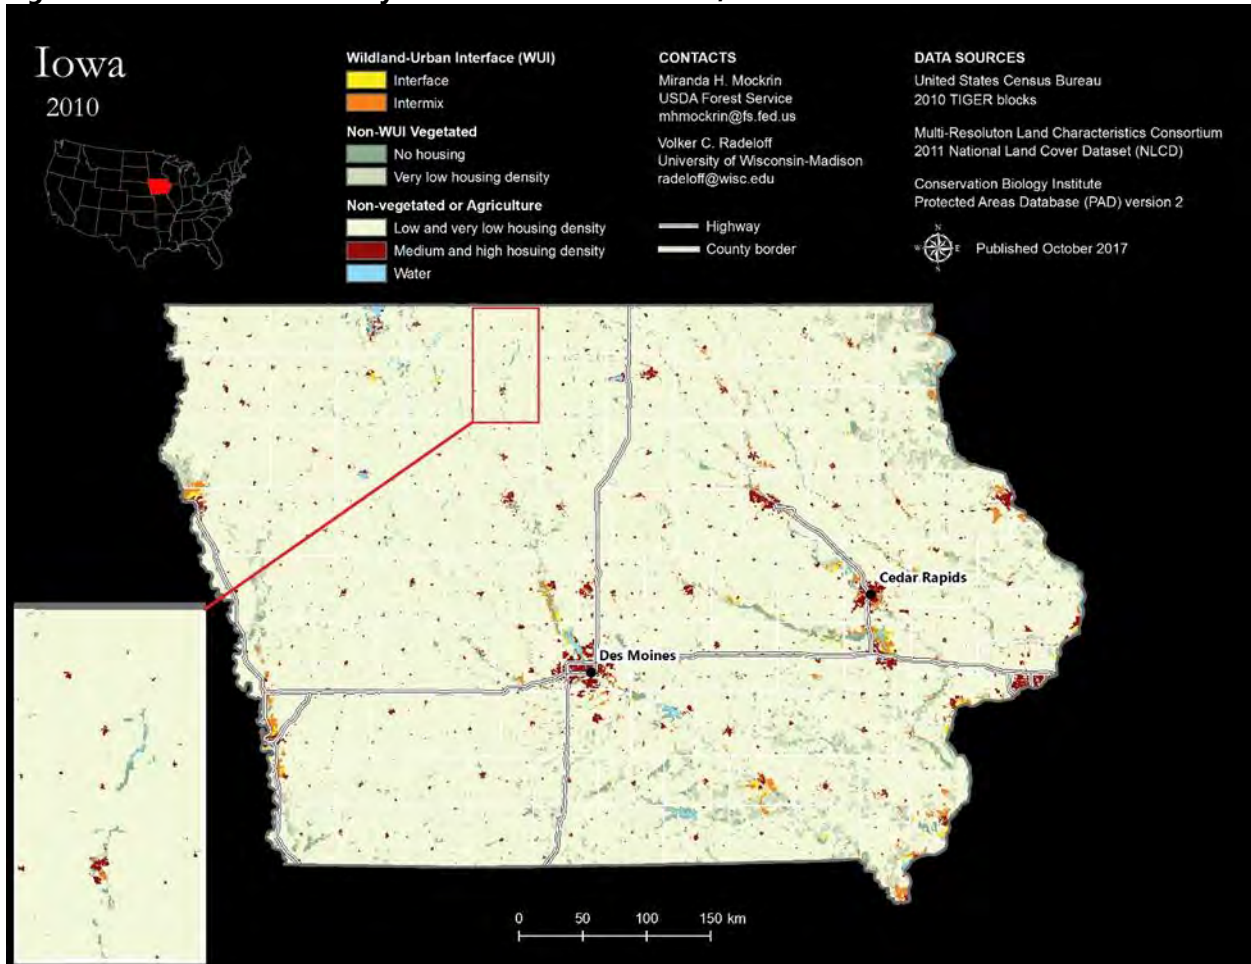 Iowa
2010
Wildland-Urban Interface (WUI)
Interface
Intermix
Non-WUI Vegetated
No housing
Very low housing density
Non-vegetated or Agriculture
Low and very low housing density
Medium and high hosuing density
Water
CONTACTS
Miranda H. Mockrin
USDA Forest Service
mhmockrin@fs.fed.us
Volker C. Radeloff
University of Wisconsin-Madison
radeloff@wisc.edu
Highway
County border
DATA SOURCES
United States Census Bureau
2010 TIGER blocks
Multi-Resoluton Land Characteristics Consortium
2011 National Land Cover Dataset (NLCD)
Conservation Biology Institute
Protected Areas Database (PAD) version 2
N
W E
S
Published October 2017
Cedar Rapids
Des Moines
0 50 100 150 km